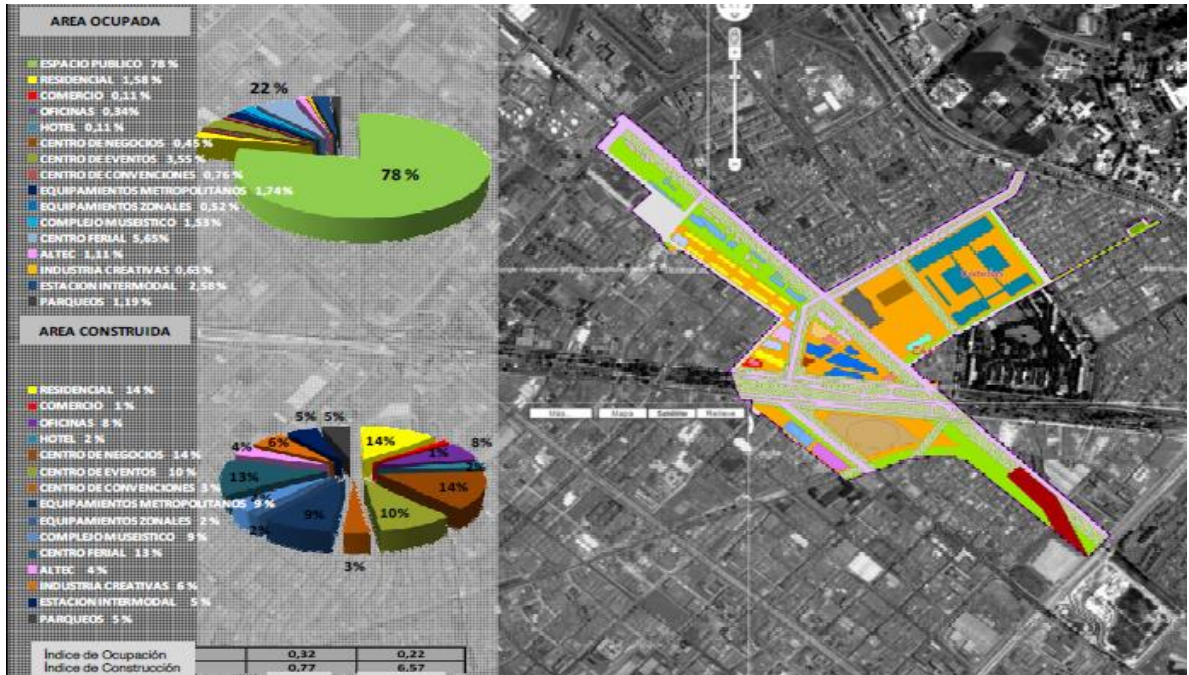 AREA OCUPADA
ESPACIO PUBLICO 78 %
RESIDENCIAL 1,58 %
COMERCIO 0,11 %
OFICINAS 0,34%
HOTEL 0,11 %
CENTRO DE NEGOCIOS 0,45 %
CENTRO DE EVENTOS 3,55 %
CENTRO DE CONVENCIONES 0,76 %
EQUIPAMIENTOS METROPOLITANOS 1,74 %
EQUIPAMIENTOS ZONALES 0,52 %
COMPLEJO MUSEISTICO 1,53 %
CENTRO FERIAL 5,65%
ALTEC 1,11 %
INDUSTRIA CREATIVAS 0,63 %
ESTACION INTERMODAL 2,58 %
PARQUEOS 1,19 %
22 %
78 %
AREA CONSTRUIDA
RESIDENCIAL 14 %
COMERCIO 1 %
OFICINAS 8 %
HOTEL 2 %
CENTRO DE NEGOCIOS 14 %
CENTRO DE EVENTOS 10 %
CENTRO DE CONVENCIONES 3 %
EQUIPAMIENTOS METROPOLITANOS 9 %
EQUIPAMIENTOS ZONALES 2 %
COMPLEJO MUSEISTICO 9 %
CENTRO FERIAL 13 %
ALTEC 4 %
INDUSTRIA CREATIVAS 6 %
ESTACION INTERMODAL 5 %
PARQUEOS 5 %
5% 5%
14%
6%
4%
8%
1%
2%
13%
14%
2%
9%
10%
3%
Índice de Ocupación 0,32 0,22
Índice de Construcción 0,77 6,57
Más... Mapa Satélite Relieve